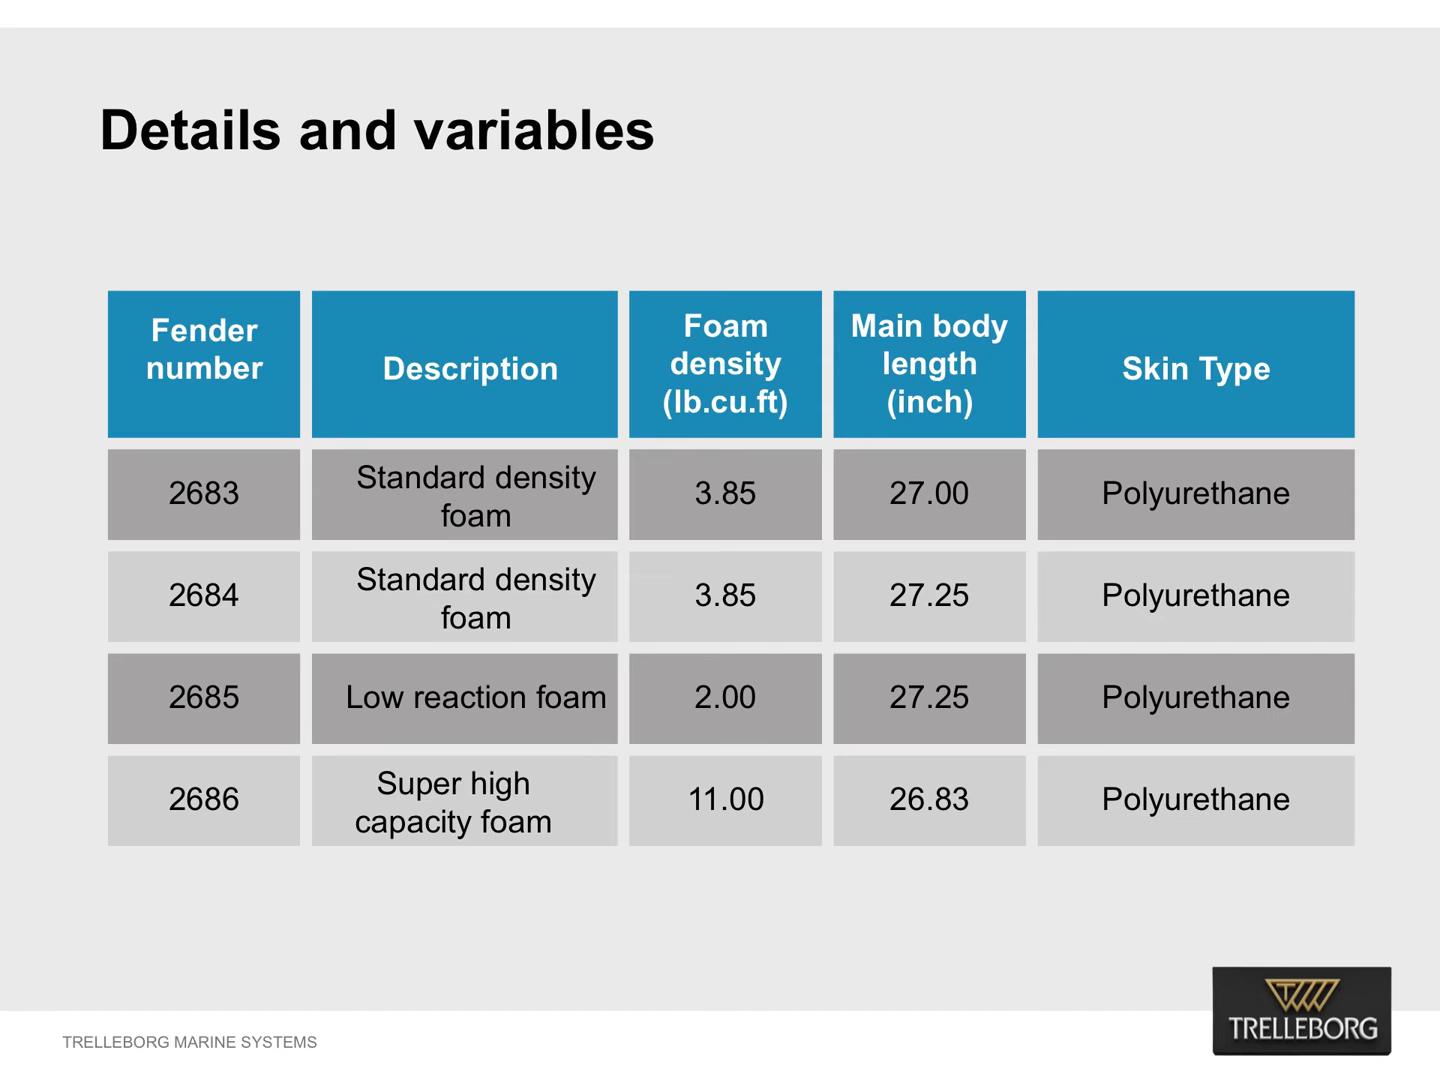 Details and variables
Fender
number
Description
Foam
density
(lb.cu.ft)
Main body
length
(inch)
Skin Type
2683
Standard density
foam
3.85
27.00
Polyurethane
2684
Standard density
foam
3.85
27.25
Polyurethane
2685
Low reaction foam
2.00
27.25
Polyurethane
2686
Super high
capacity foam
11.00
26.83
Polyurethane
TRELLEBORG MARINE SYSTEMS
TRELLEBORG